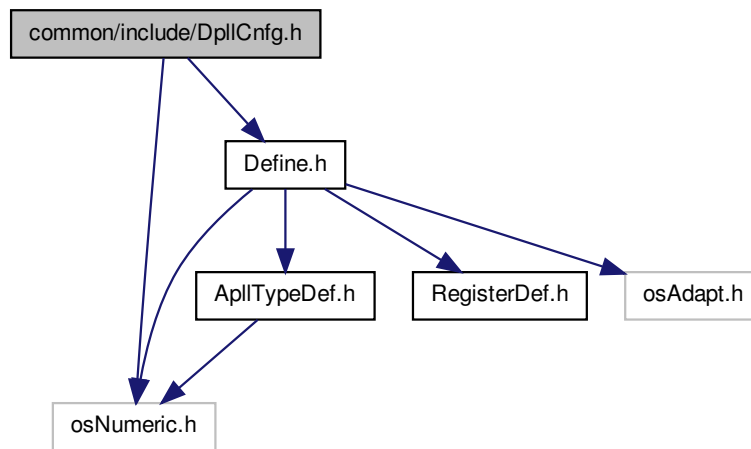 common/include/DpllCnfg.h
Define.h
ApllTypeDef.h
RegisterDef.h
osAdapt.h
osNumeric.h